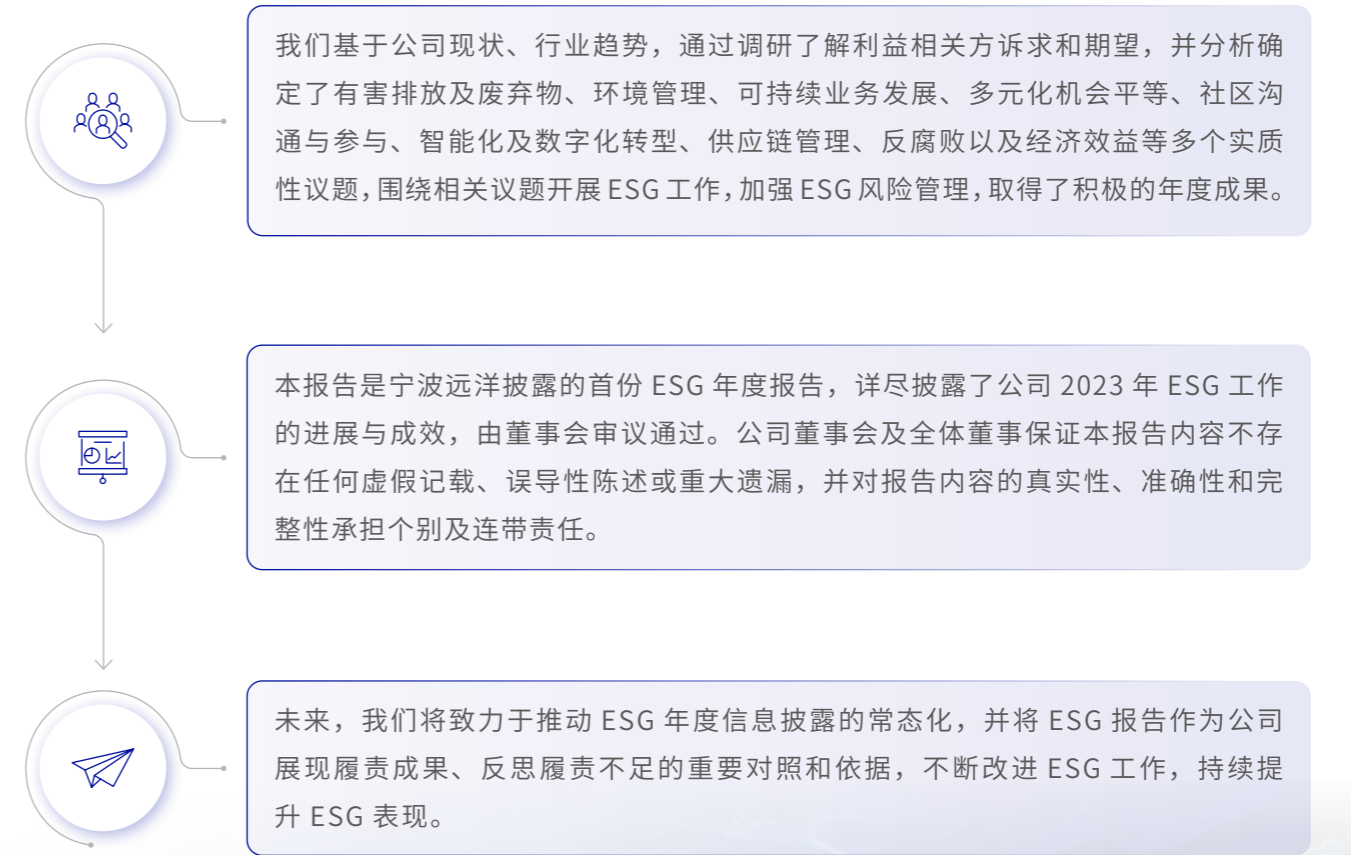 我们基于公司现状、行业趋势，通过调研了解利益相关方诉求和期望，并分析确
定了有害排放及废弃物、环境管理、可持续业务发展、多元化机会平等、社区沟
通与参与、智能化及数字化转型、供应链管理、反腐败以及经济效益等多个实质
性议题，围绕相关议题开展 ESG 工作，加强 ESG 风险管理，取得了积极的年度成果。
本报告是宁波远洋披露的首份 ESG 年度报告，详尽披露了公司 2023 年 ESG 工作
的进展与成效，由董事会审议通过。公司董事会及全体董事保证本报告内容不存
在任何虚假记载、误导性陈述或重大遗漏，并对报告内容的真实性、准确性和完
整性承担个别及连带责任。
未来，我们将致力于推动 ESG 年度信息披露的常态化，并将 ESG 报告作为公司
展现履责成果、反思履责不足的重要对照和依据，不断改进 ESG 工作，持续提
升 ESG 表现。